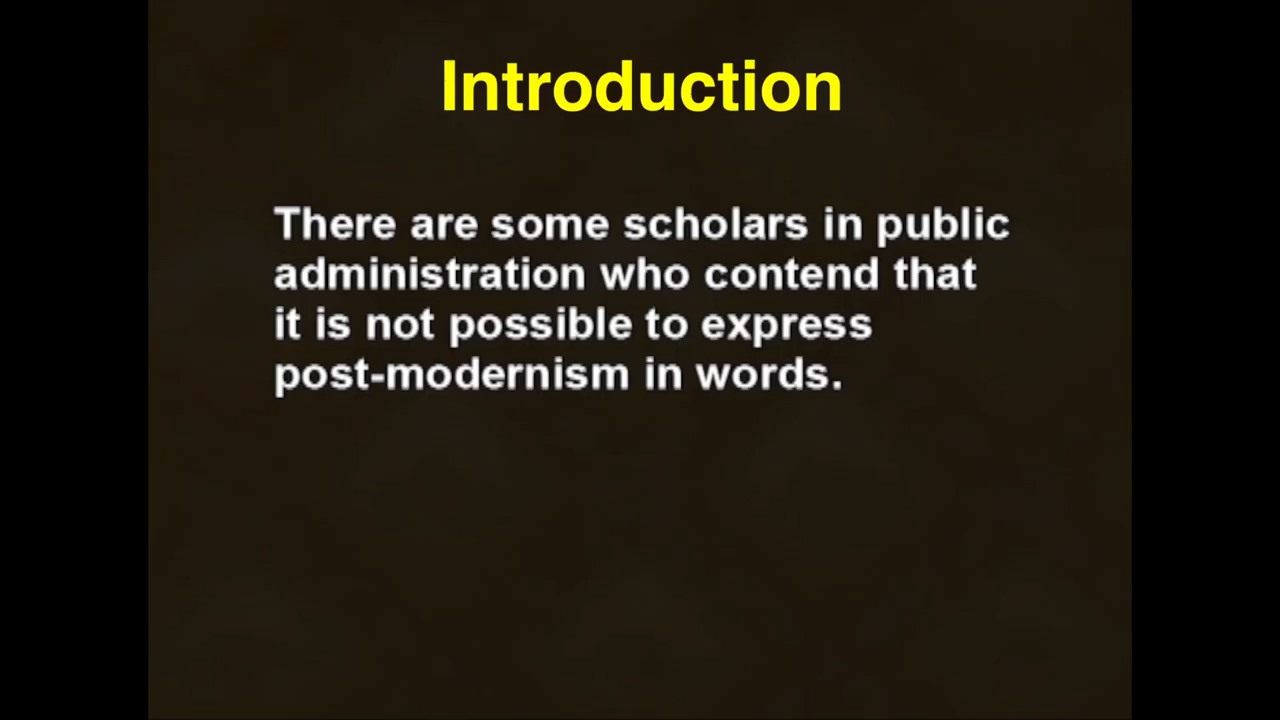 Introduction
There are some scholars in public
administration who contend that
it is not possible to express
post-modernism in words.